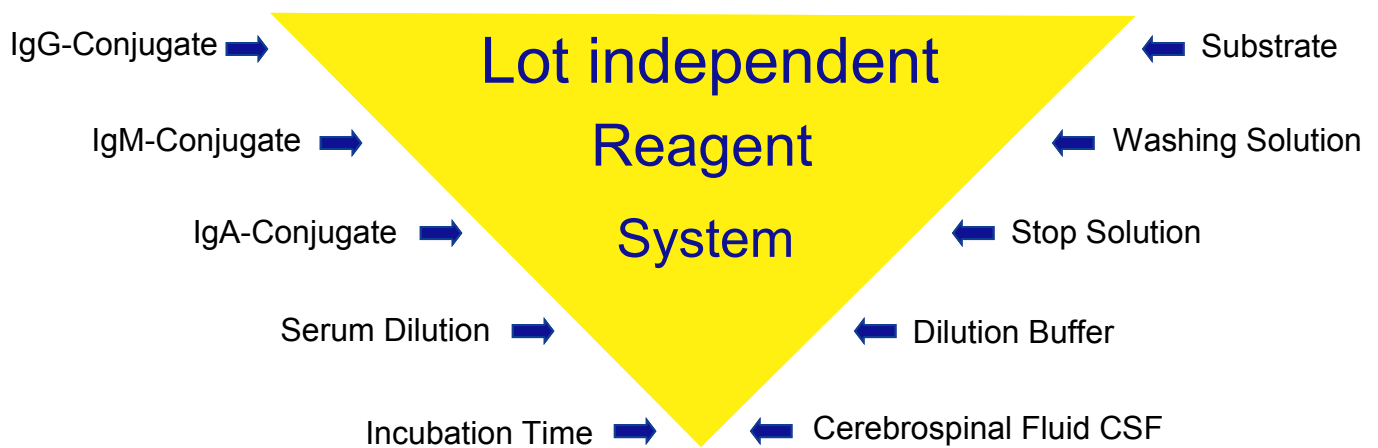 Lot independent
Reagent
System
IgG-Conjugate
IgM-Conjugate
IgA-Conjugate
Serum Dilution
Incubation Time
Substrate
Washing Solution
Stop Solution
Dilution Buffer
Cerebrospinal Fluid CSF